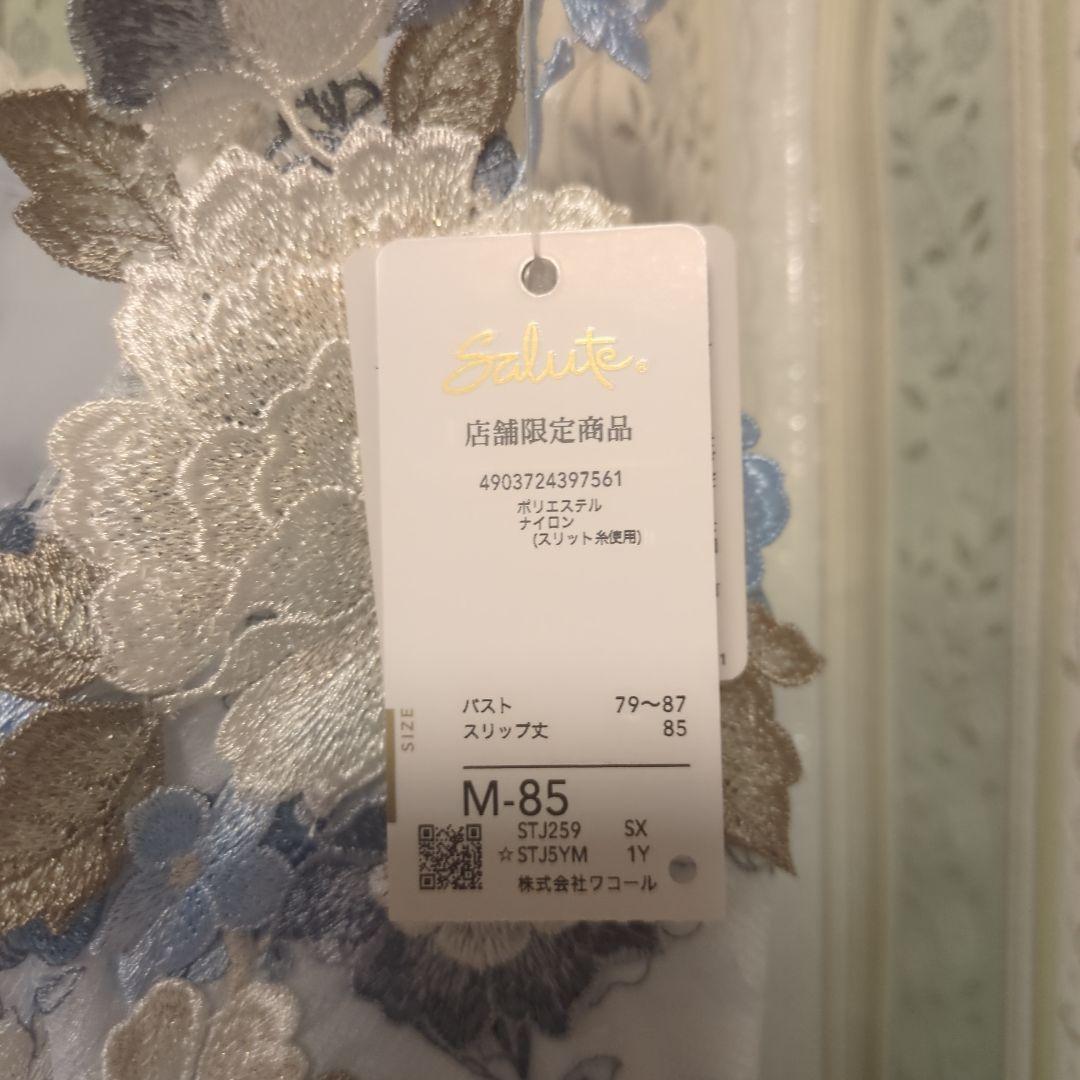 Salute®
店舗限定商品
4903724397561
ポリエステル
ナイロン
(スリット糸使用)
SIZE
バスト 79〜87
スリップ丈 85
M-85
STJ259 SX
☆STJ5YM 1Y
株式会社ワコール